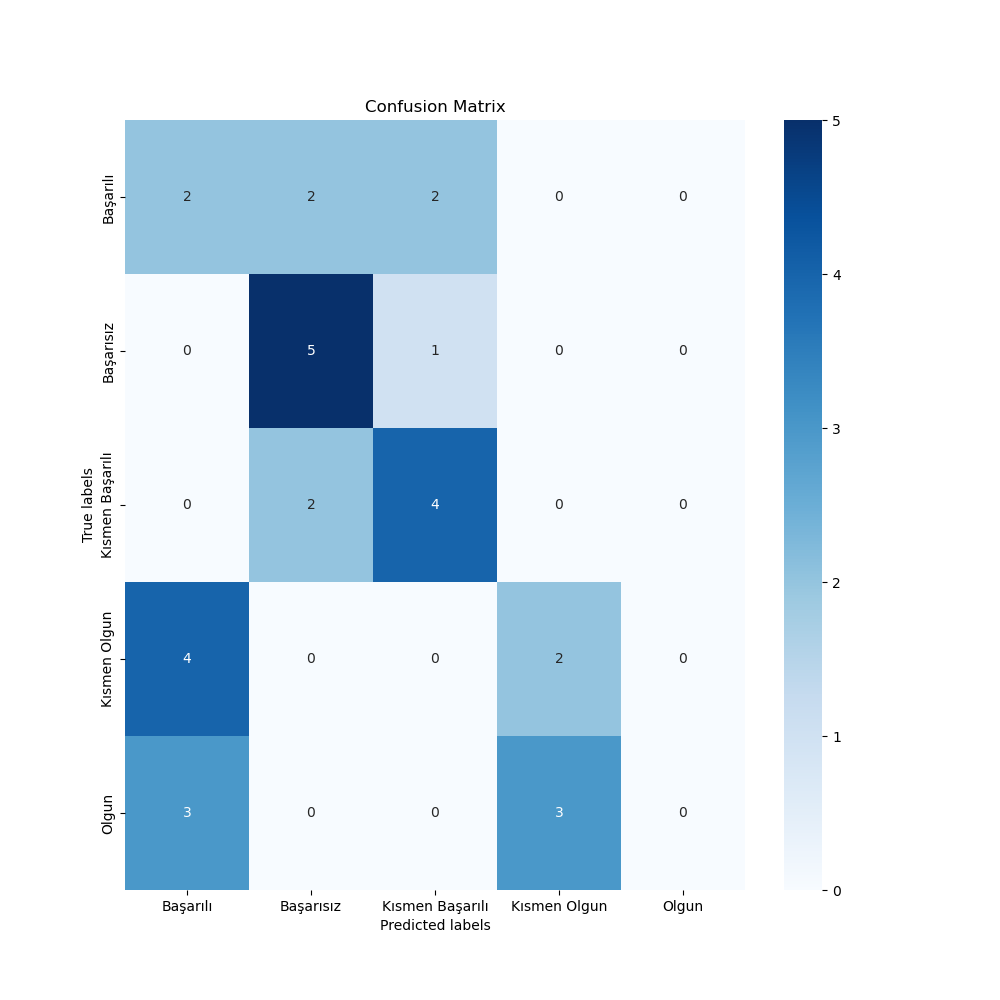 Confusion Matrix
True labels
Başarılı
2 2 2 0 0
Başarısız
0 5 1 0 0
Kısmen Başarılı
0 2 4 0 0
Kısmen Olgun
4 0 0 2 0
Olgun
3 0 0 3 0
Başarılı Başarısız Kısmen Başarılı Kısmen Olgun Olgun
Predicted labels
5
4
3
2
1
0